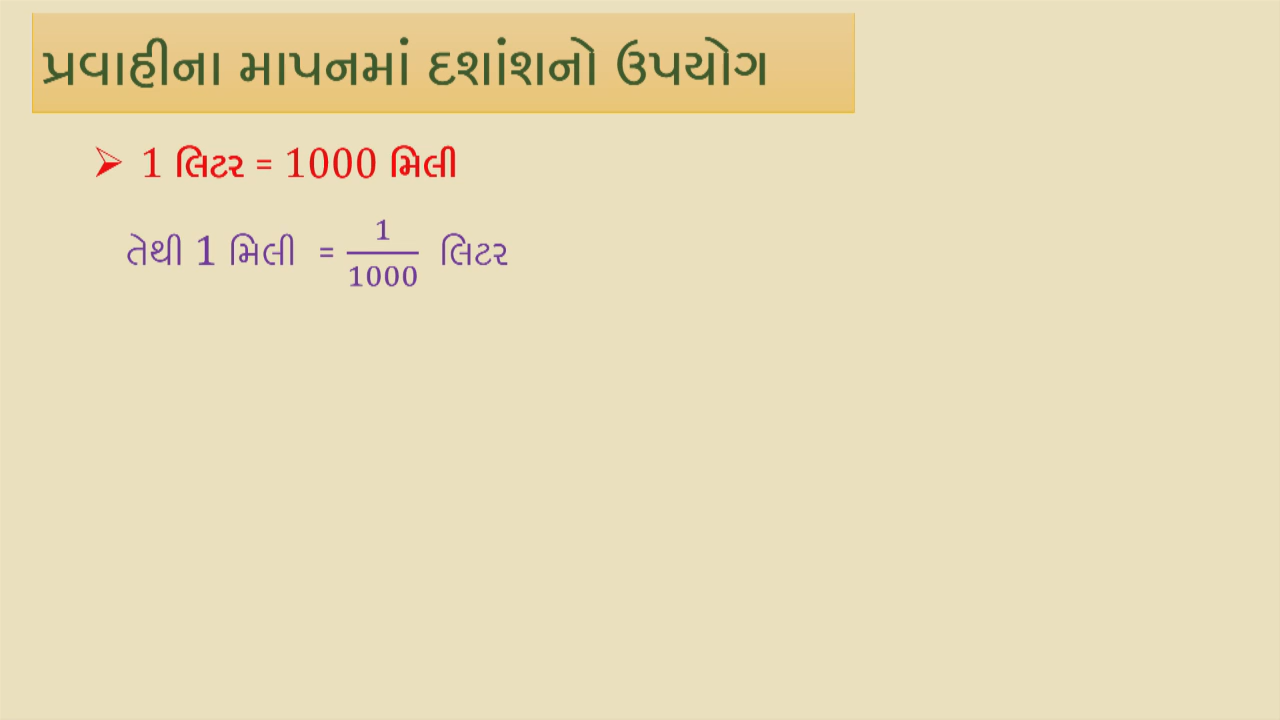 પ્રવાહીના માપનમાં દશાંશનો ઉપયોગ
➢ 1 લિટર = 1000 મિલી
તેથી 1 મિલી = 1/1000 લિટર